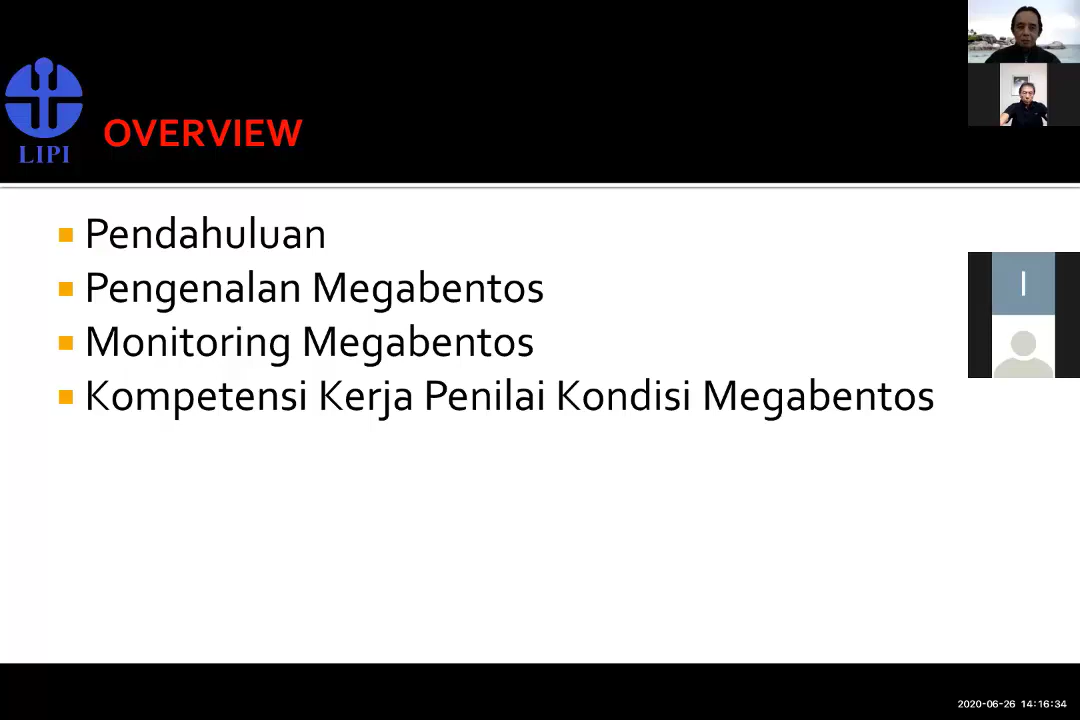 LIPI
OVERVIEW
Pendahuluan
Pengenalan Megabentos
Monitoring Megabentos
Kompetensi Kerja Penilai Kondisi Megabentos
I
2020-06-26 14:16:34